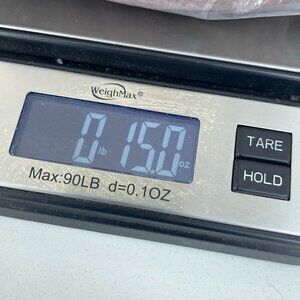 WeighMax®
0 lb 15.0 oz
TARE
HOLD
Max:90LB d=0.1OZ